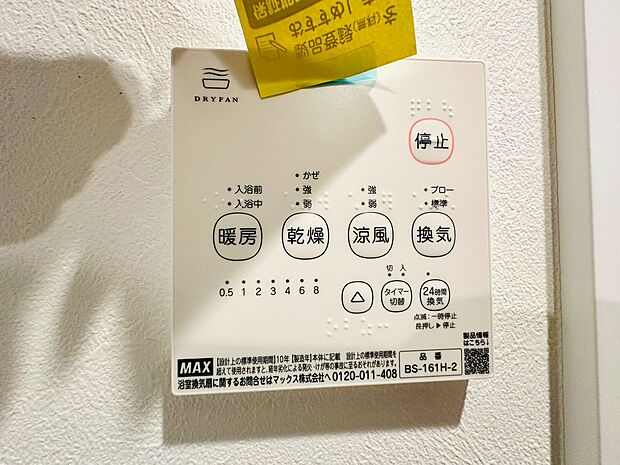 DRYFAN
停止
かぜ
入浴前 強 強 ブロー
入浴中 弱 弱 標準
暖房 乾燥 涼風 換気
切 入
0.5 1 2 3 4 6 8
△ タイマー切替 24時間換気
点滅:一時停止
長押し▶停止
製品情報
はこちら↓
MAX 【設計上の標準使用期間】10年【製造年】本体に記載 設計上の標準使用期間を
超えて使用されますと、経年劣化による発火・けが等の事故に至るおそれがあります。
浴室換気扇に関するお問合せはマックス株式会社へ 0120-011-408
品番
BS-161H-2